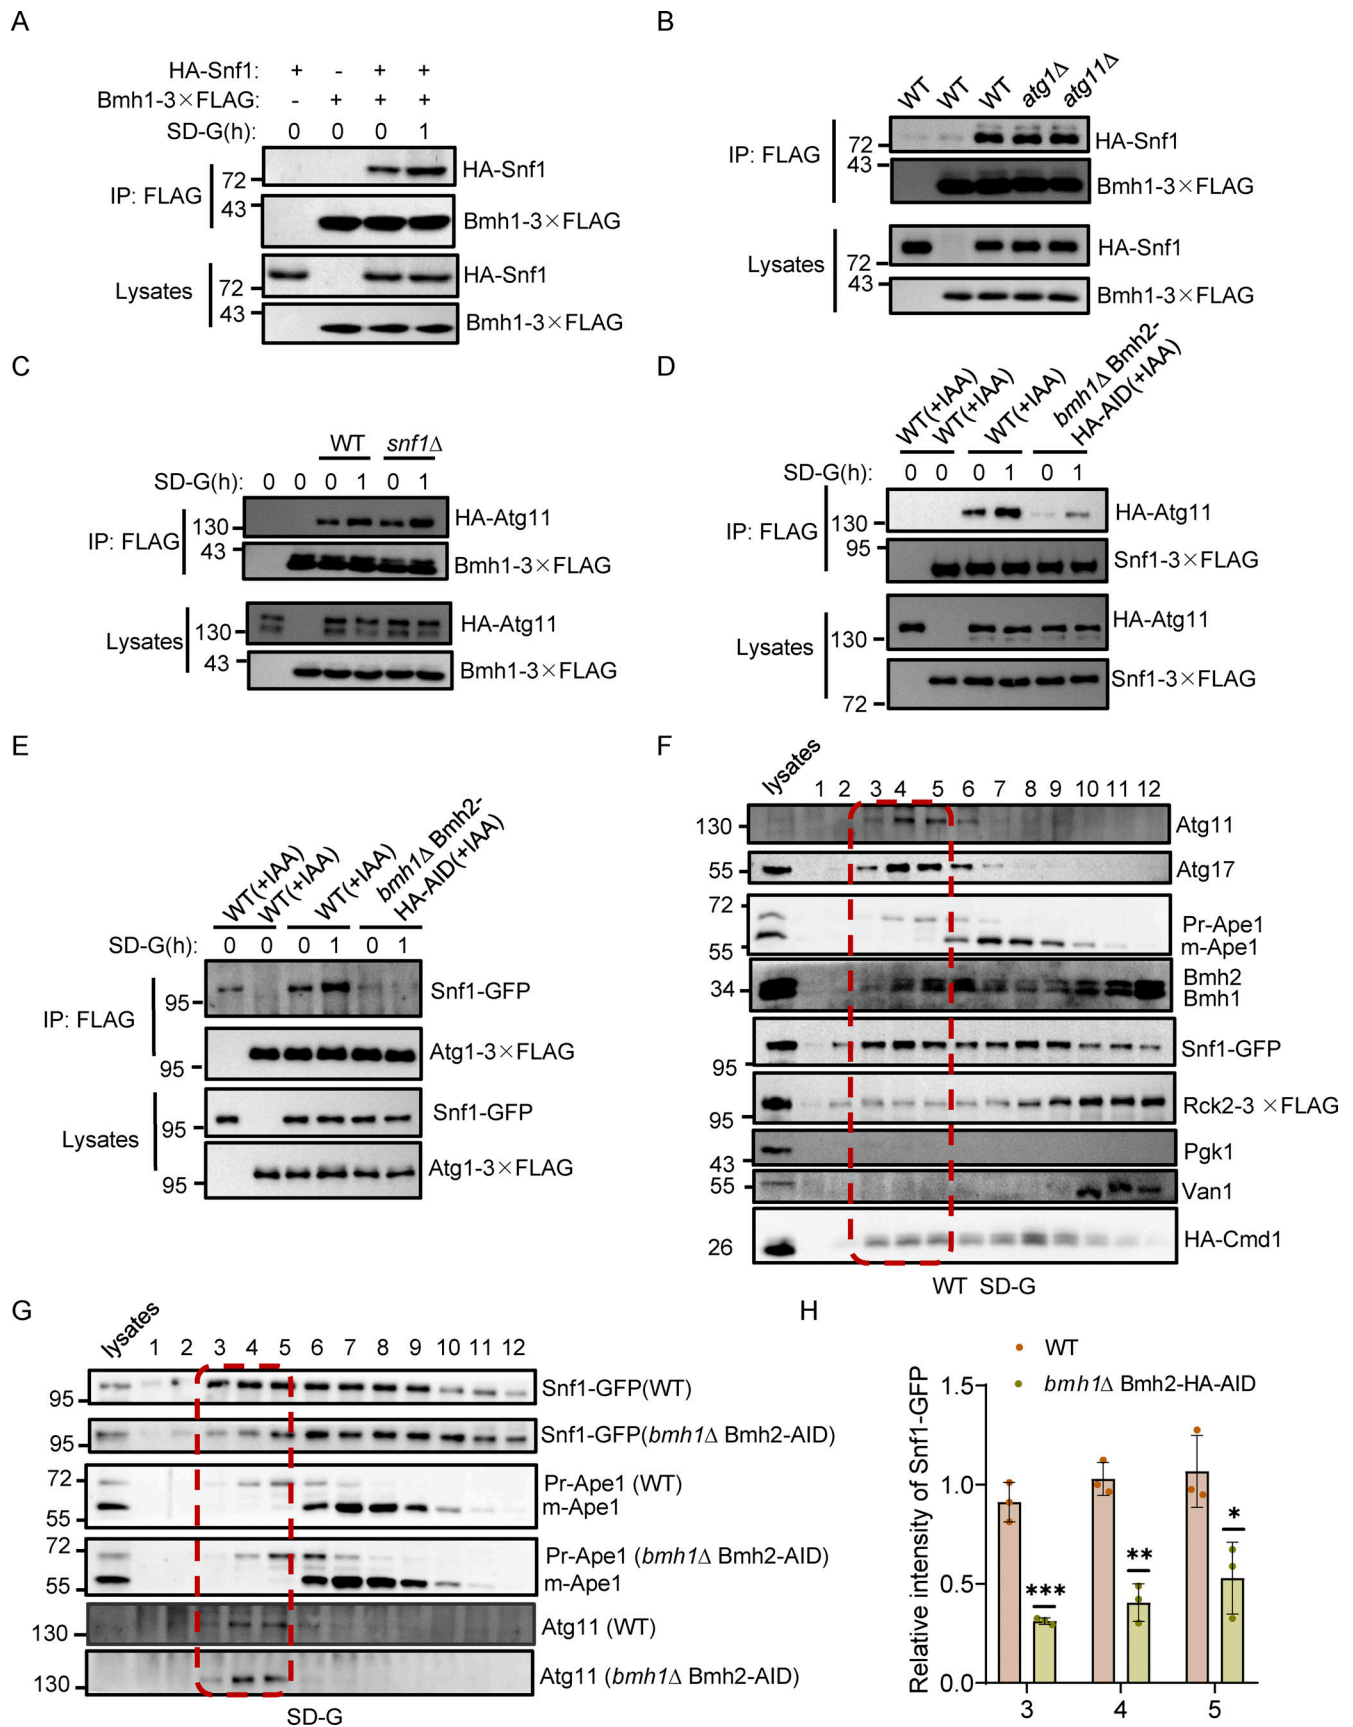 A
HA-Snf1: + - + +
Bmh1-3×FLAG: - + + +
SD-G(h): 0 0 0 1
IP: FLAG
72
43
HA-Snf1
Bmh1-3×FLAG
Lysates
72
43
HA-Snf1
Bmh1-3×FLAG
B
WT WT WT atg1Δ atg11Δ
IP: FLAG
72
43
HA-Snf1
Bmh1-3×FLAG
Lysates
72
43
HA-Snf1
Bmh1-3×FLAG
C
WT snf1Δ
SD-G(h): 0 0 0 1 0 1
IP: FLAG
130
43
HA-Atg11
Bmh1-3×FLAG
Lysates
130
43
HA-Atg11
Bmh1-3×FLAG
D
WT(+IAA)
WT(+IAA)
WT(+IAA)
bmh1Δ Bmh2-
HA-AID(+IAA)
SD-G(h): 0 0 0 1 0 1
IP: FLAG
130
95
HA-Atg11
Snf1-3×FLAG
Lysates
130
72
HA-Atg11
Snf1-3×FLAG
E
WT(+IAA)
WT(+IAA)
WT(+IAA)
bmh1Δ Bmh2-
HA-AID(+IAA)
SD-G(h): 0 0 0 1 0 1
IP: FLAG
95
95
Snf1-GFP
Atg1-3×FLAG
Lysates
95
95
Snf1-GFP
Atg1-3×FLAG
F
lysates 1 2 3 4 5 6 7 8 9 10 11 12
130 Atg11
55 Atg17
72
55
Pr-Ape1
m-Ape1
34
Bmh2
Bmh1
95 Snf1-GFP
95 Rck2-3 ×FLAG
43 Pgk1
55 Van1
26 HA-Cmd1
WT SD-G
G
lysates 1 2 3 4 5 6 7 8 9 10 11 12
95 Snf1-GFP(WT)
95 Snf1-GFP(bmh1Δ Bmh2-AID)
72 Pr-Ape1 (WT)
55 m-Ape1
72 Pr-Ape1 (bmh1Δ Bmh2-AID)
55 m-Ape1
130 Atg11 (WT)
130 Atg11 (bmh1Δ Bmh2-AID)
SD-G
H
WT
bmh1Δ Bmh2-HA-AID
Relative intensity of Snf1-GFP
1.5
1.0
0.5
0.0
***
**
*
3 4 5